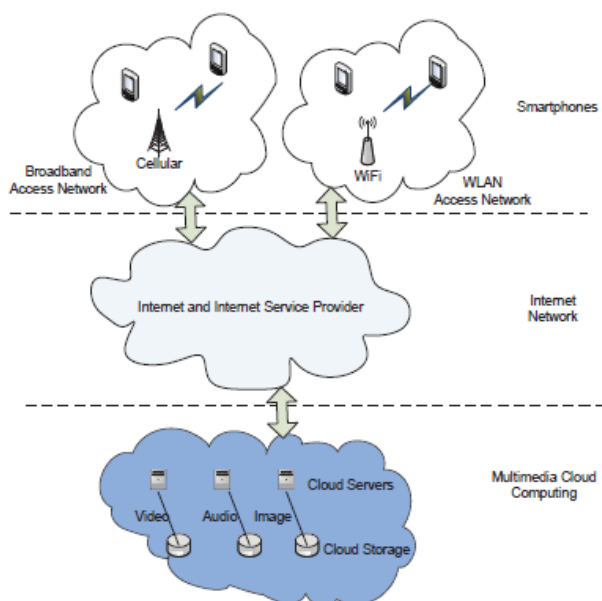 Smartphones
Cellular
WiFi
Broadband
Access Network
WLAN
Access Network
Internet and Internet Service Provider
Internet
Network
Cloud Servers
Multimedia Cloud
Computing
Video
Audio
Image
Cloud Storage